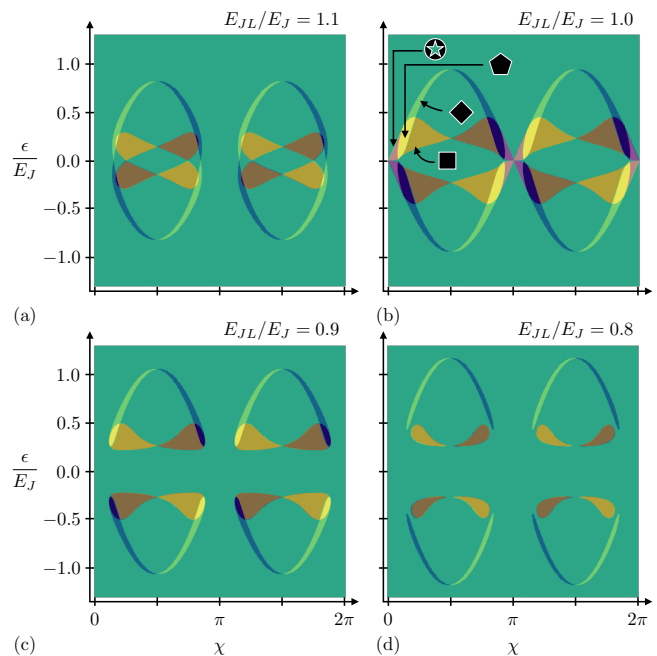 E_{JL}/E_J = 1.1
E_{JL}/E_J = 1.0
1.0
0.5
0.0
−0.5
−1.0
ϵ
E_J
(a)
(b)
E_{JL}/E_J = 0.9
E_{JL}/E_J = 0.8
1.0
0.5
0.0
−0.5
−1.0
ϵ
E_J
0
π
2π
0
π
2π
(c)
χ
(d)
χ